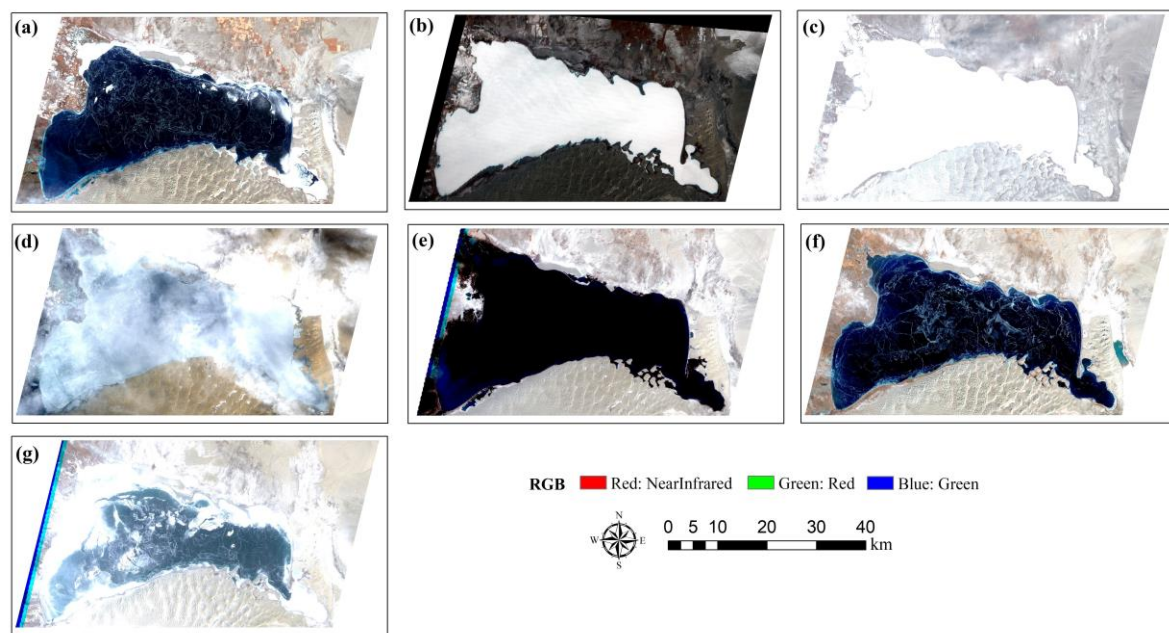 (a)
(b)
(c)
(d)
(e)
(f)
(g)
RGB Red: NearInfrared Green: Red Blue: Green
N
W E
S
0 5 10 20 30 40
km